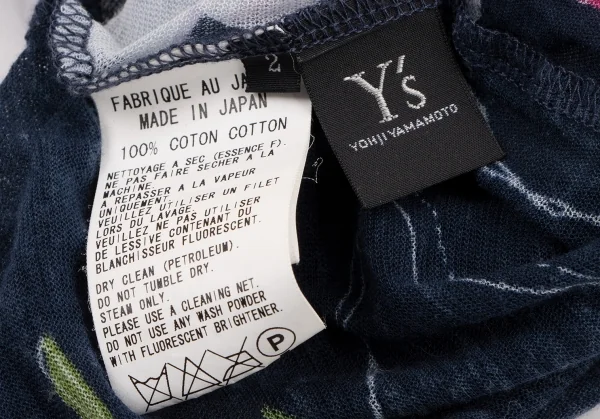 FABRIQUE AU JA
MADE IN JAPAN
100% COTON COTTON
NETTOYAGE A SEC (ESSENCE F).
NE PAS FAIRE SECHER A LA
MACHINE.
A REPASSER A LA VAPEUR
UNIQUEMENT.
VEUILLEZ UTILISER UN FILET
LORS DU LAVAGE.
VEUILLEZ NE PAS UTILISER
DE LESSIVE CONTENANT DU
BLANCHISSEUR FLUORESCENT.
DRY CLEAN (PETROLEUM).
DO NOT TUMBLE DRY.
STEAM ONLY.
PLEASE USE A CLEANING NET.
DO NOT USE ANY WASH POWDER
WITH FLUORESCENT BRIGHTENER.
P
2
Y's
YOHJI YAMAMOTO